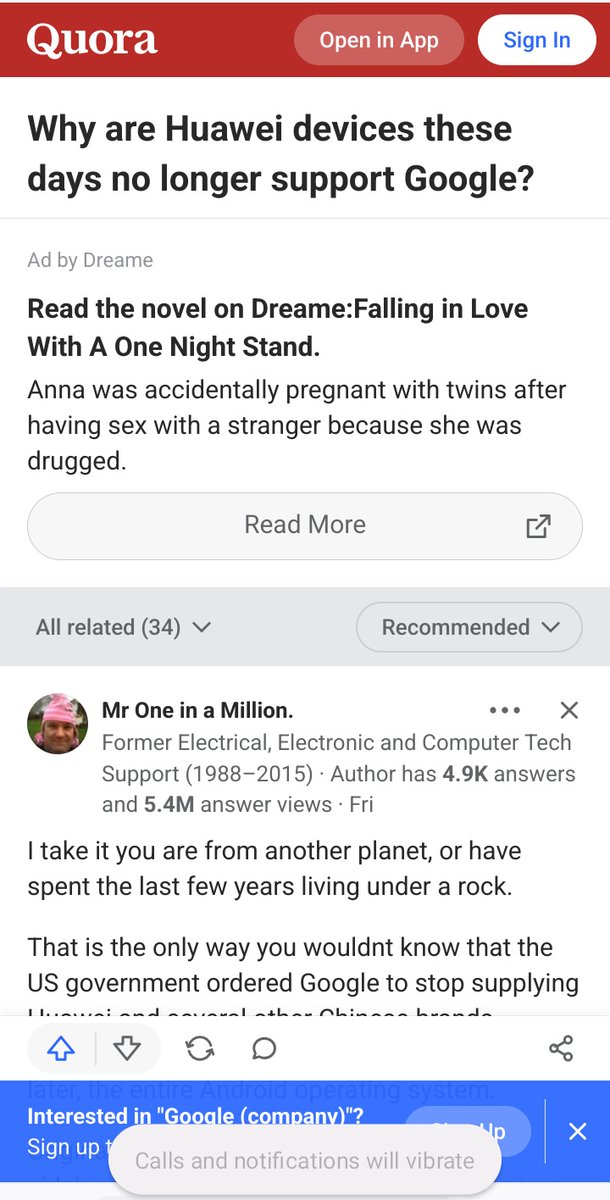 Quora
Open in App
Sign In
Why are Huawei devices these
days no longer support Google?
Ad by Dreame
Read the novel on Dreame:Falling in Love
With A One Night Stand.
Anna was accidentally pregnant with twins after
having sex with a stranger because she was
drugged.
Read More
All related (34)
Recommended
Mr One in a Million.
Former Electrical, Electronic and Computer Tech
Support (1988–2015) · Author has 4.9K answers
and 5.4M answer views · Fri
I take it you are from another planet, or have
spent the last few years living under a rock.
That is the only way you wouldnt know that the
US government ordered Google to stop supplying
Huawei and several other Chinese brands
later, the entire Android operating system.
Interested in "Google (company)"?
Sign up
Calls and notifications will vibrate